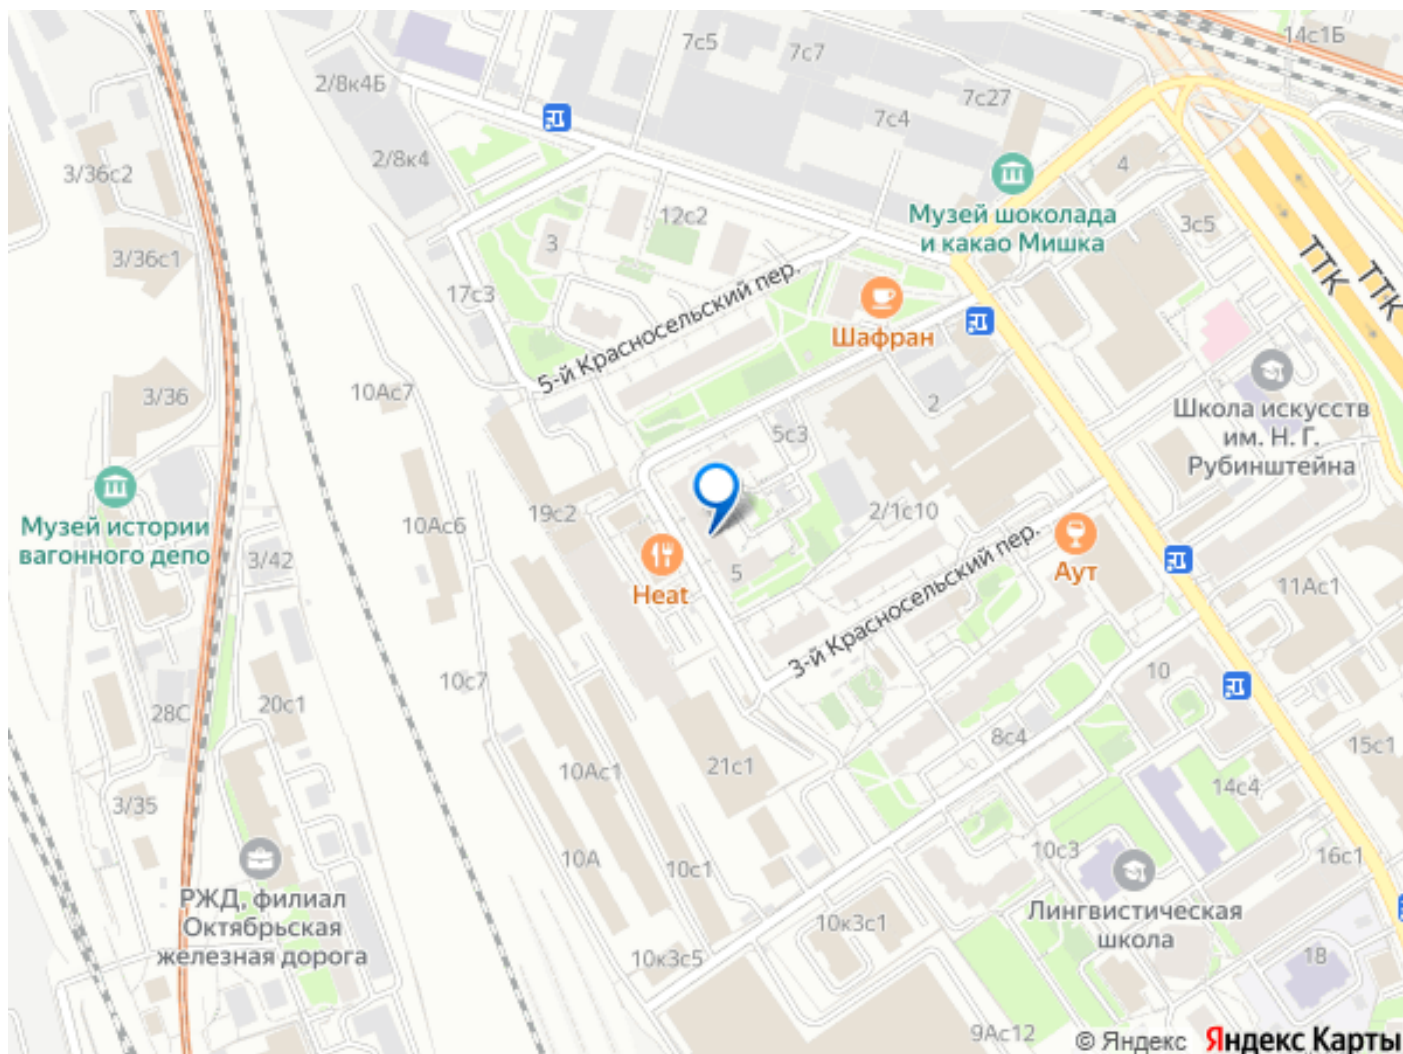 14с1Б
7с5
7с7
2/8к4Б
7с27
7с4
2/8к4
4
3/36с2
Музей шоколада
и какао Мишка
12с2
3с5
3
ТТК
ТТК
3/36с1
17с3
5-й Красносельский пер.
Шафран
10Ас7
3/36
2
Школа искусств
им. Н. Г.
Рубинштейна
5с3
Музей истории
вагонного депо
10Ас6
19с2
2/1с10
3/42
Heat
5
Аут
11Ас1
3-й Красносельский пер.
10с7
10
28С
20с1
8с4
15с1
10Ас1
21с1
14с4
3/35
10А
10с1
10с3
16с1
РЖД, филиал
Октябрьская
железная дорога
10к3с1
Лингвистическая
школа
10к3с5
18
9Ас12
© Яндекс Яндекс Карты